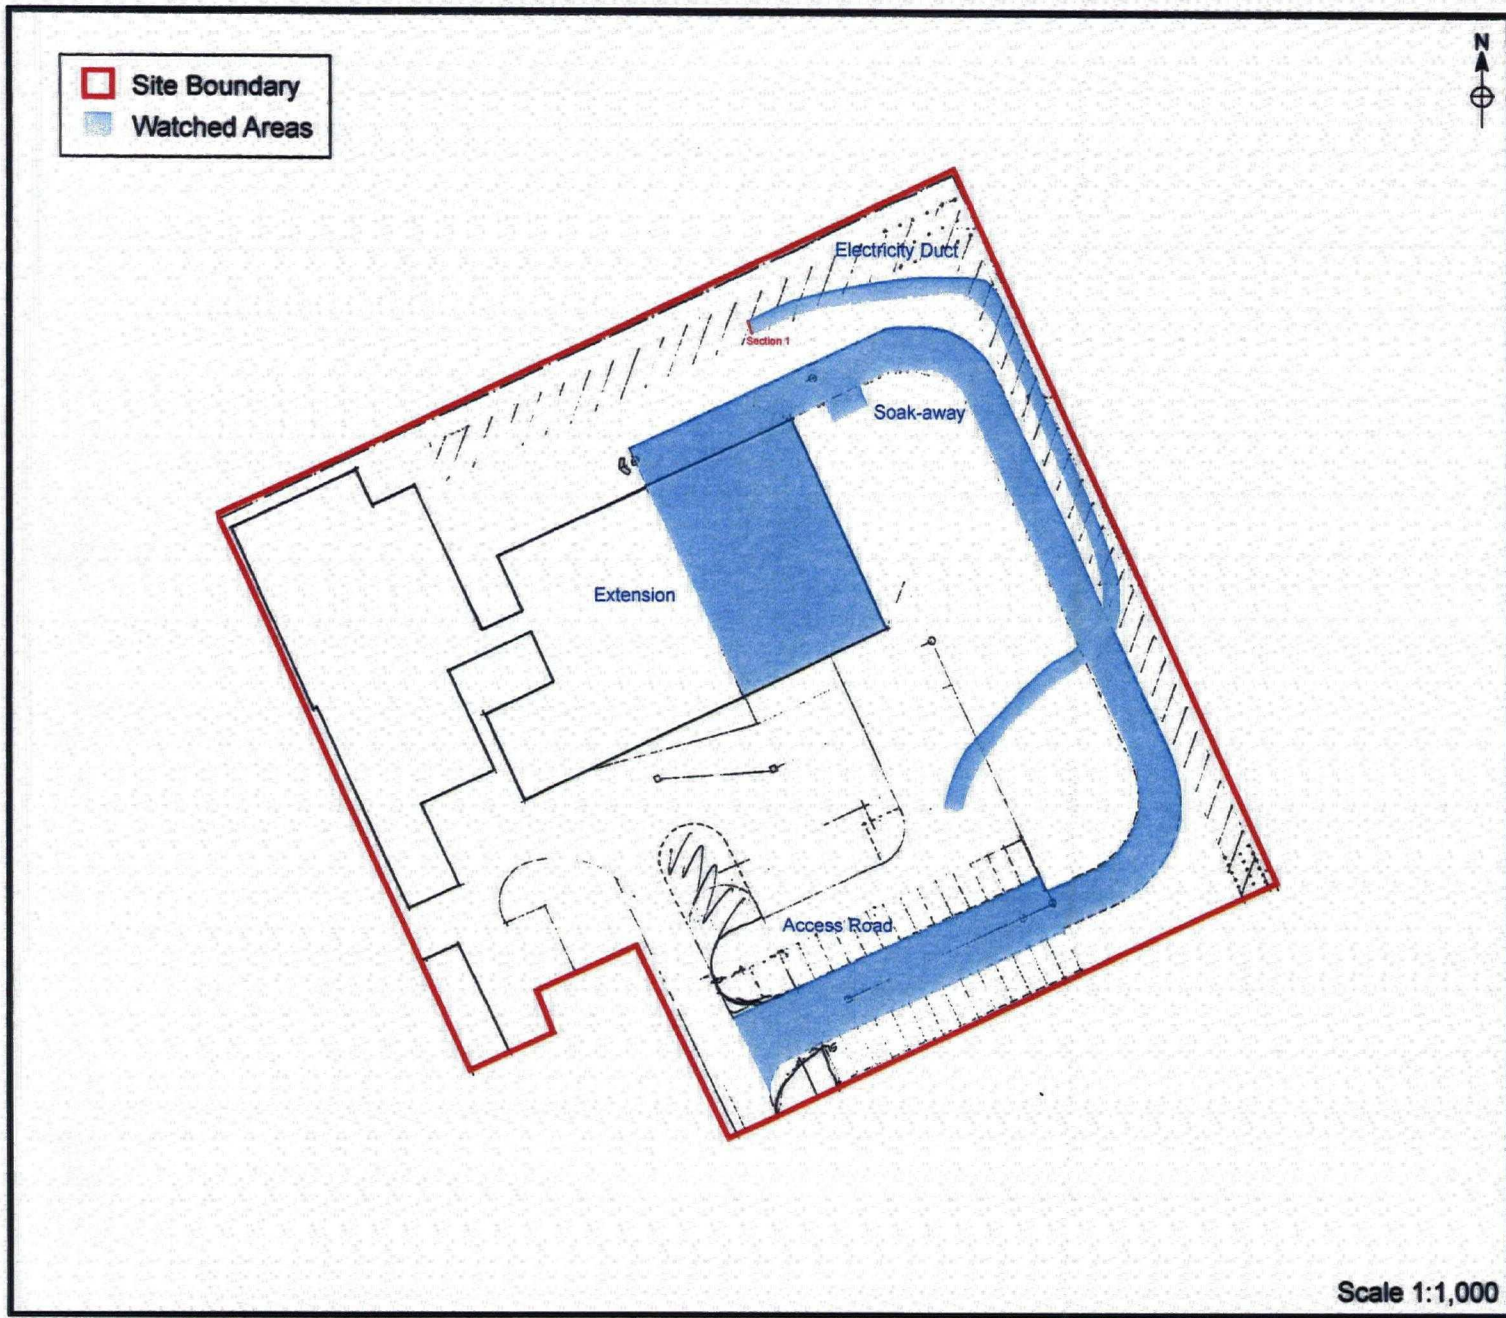 Site Boundary
Watched Areas
N
Electricity Duct
Section 1
Soak-away
Extension
Access Road
Scale 1:1,000